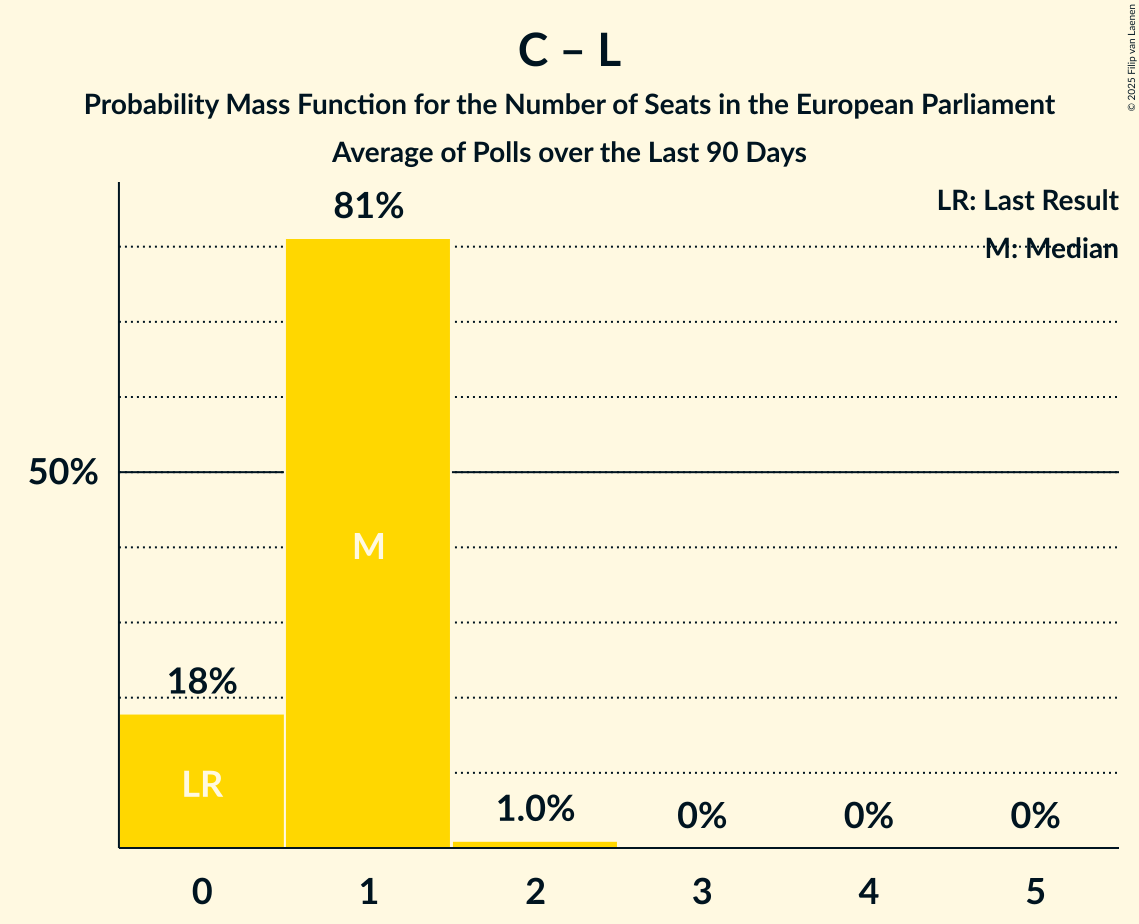 C – L
Probability Mass Function for the Number of Seats in the European Parliament
Average of Polls over the Last 90 Days
© 2025 Filip van Laenen
LR: Last Result
M: Median
81%
50%
M
18%
LR
1.0%
0%
0%
0%
0
1
2
3
4
5